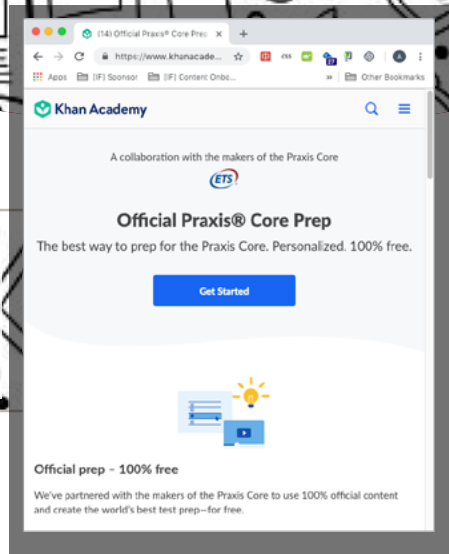 (14) Official Praxis® Core Prep
https://www.khanacade...
css
27
A
Apps [IF] Sponsor [IF] Content Onbo... » Other Bookmarks
Khan Academy
A collaboration with the makers of the Praxis Core
ETS
Official Praxis® Core Prep
The best way to prep for the Praxis Core. Personalized. 100% free.
Get Started
Official prep – 100% free
We've partnered with the makers of the Praxis Core to use 100% official content
and create the world's best test prep—for free.